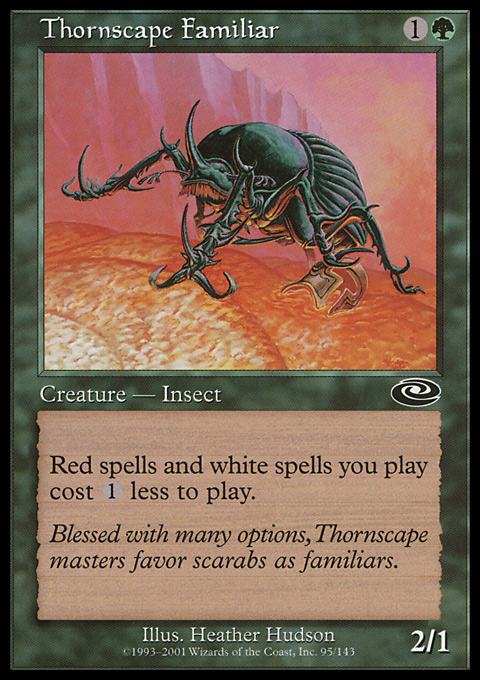 Thornscape Familiar 1
Creature — Insect
Red spells and white spells you play
cost 1 less to play.
Blessed with many options, Thornscape
masters favor scarabs as familiars.
Illus. Heather Hudson
©1993–2001 Wizards of the Coast, Inc. 95/143
2/1